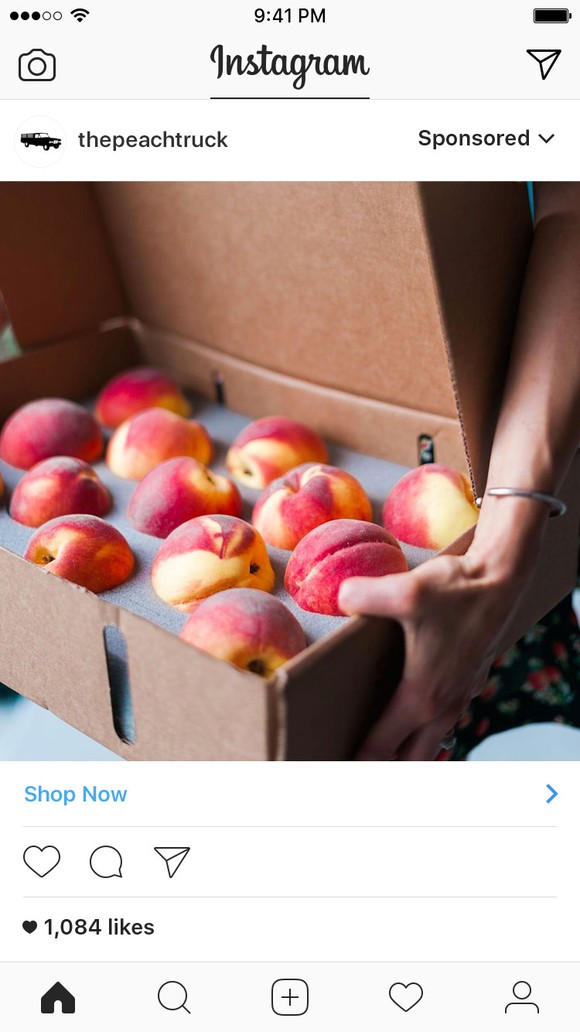 9:41 PM
Instagram
thepeachtruck
Sponsored
Shop Now
1,084 likes